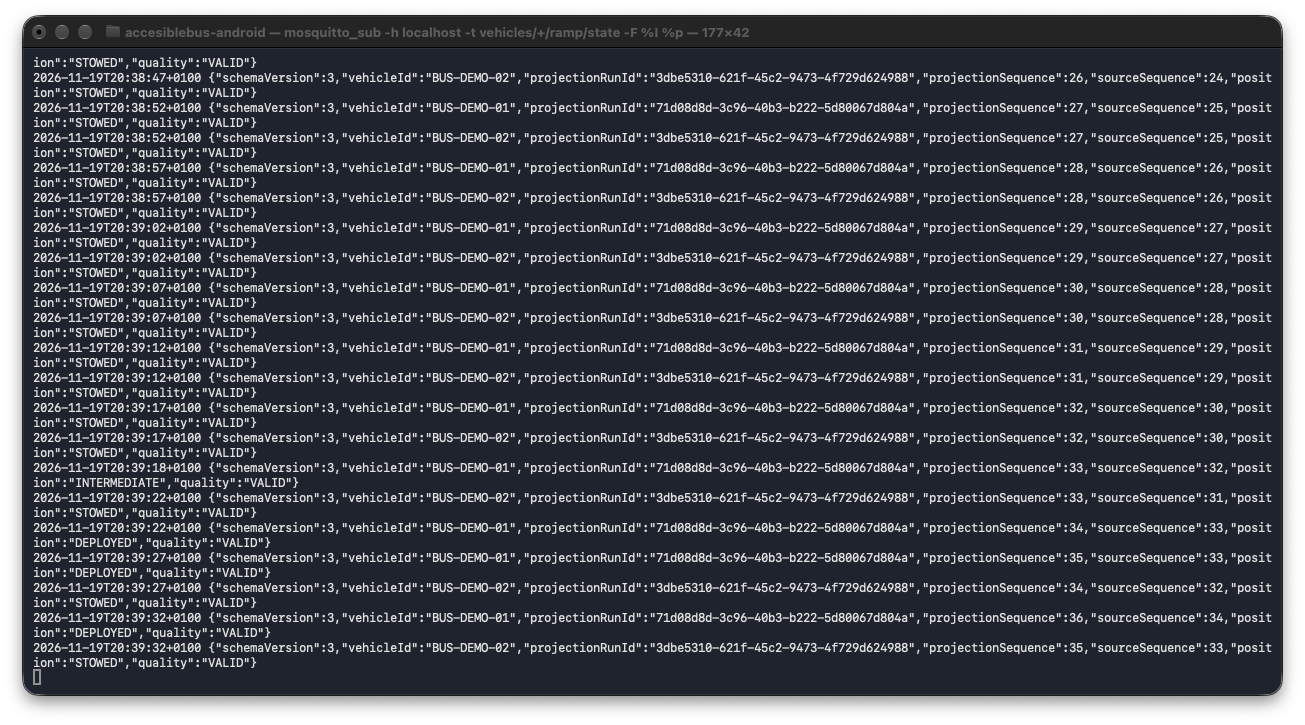 accesiblebus-android — mosquitto_sub -h localhost -t vehicles/+/ramp/state -F %I %p — 177×42
ion":"STOWED","quality":"VALID"}
2026-11-19T20:38:47+0100 {"schemaVersion":3,"vehicleId":"BUS-DEMO-02","projectionRunId":"3dbe5310-621f-45c2-9473-4f729d624988","projectionSequence":26,"sourceSequence":24,"posit
ion":"STOWED","quality":"VALID"}
2026-11-19T20:38:52+0100 {"schemaVersion":3,"vehicleId":"BUS-DEMO-01","projectionRunId":"71d08d8d-3c96-40b3-b222-5d80067d804a","projectionSequence":27,"sourceSequence":25,"posit
ion":"STOWED","quality":"VALID"}
2026-11-19T20:38:52+0100 {"schemaVersion":3,"vehicleId":"BUS-DEMO-02","projectionRunId":"3dbe5310-621f-45c2-9473-4f729d624988","projectionSequence":27,"sourceSequence":25,"posit
ion":"STOWED","quality":"VALID"}
2026-11-19T20:38:57+0100 {"schemaVersion":3,"vehicleId":"BUS-DEMO-01","projectionRunId":"71d08d8d-3c96-40b3-b222-5d80067d804a","projectionSequence":28,"sourceSequence":26,"posit
ion":"STOWED","quality":"VALID"}
2026-11-19T20:38:57+0100 {"schemaVersion":3,"vehicleId":"BUS-DEMO-02","projectionRunId":"3dbe5310-621f-45c2-9473-4f729d624988","projectionSequence":28,"sourceSequence":26,"posit
ion":"STOWED","quality":"VALID"}
2026-11-19T20:39:02+0100 {"schemaVersion":3,"vehicleId":"BUS-DEMO-01","projectionRunId":"71d08d8d-3c96-40b3-b222-5d80067d804a","projectionSequence":29,"sourceSequence":27,"posit
ion":"STOWED","quality":"VALID"}
2026-11-19T20:39:02+0100 {"schemaVersion":3,"vehicleId":"BUS-DEMO-02","projectionRunId":"3dbe5310-621f-45c2-9473-4f729d624988","projectionSequence":29,"sourceSequence":27,"posit
ion":"STOWED","quality":"VALID"}
2026-11-19T20:39:07+0100 {"schemaVersion":3,"vehicleId":"BUS-DEMO-01","projectionRunId":"71d08d8d-3c96-40b3-b222-5d80067d804a","projectionSequence":30,"sourceSequence":28,"posit
ion":"STOWED","quality":"VALID"}
2026-11-19T20:39:07+0100 {"schemaVersion":3,"vehicleId":"BUS-DEMO-02","projectionRunId":"3dbe5310-621f-45c2-9473-4f729d624988","projectionSequence":30,"sourceSequence":28,"posit
ion":"STOWED","quality":"VALID"}
2026-11-19T20:39:12+0100 {"schemaVersion":3,"vehicleId":"BUS-DEMO-01","projectionRunId":"71d08d8d-3c96-40b3-b222-5d80067d804a","projectionSequence":31,"sourceSequence":29,"posit
ion":"STOWED","quality":"VALID"}
2026-11-19T20:39:12+0100 {"schemaVersion":3,"vehicleId":"BUS-DEMO-02","projectionRunId":"3dbe5310-621f-45c2-9473-4f729d624988","projectionSequence":31,"sourceSequence":29,"posit
ion":"STOWED","quality":"VALID"}
2026-11-19T20:39:17+0100 {"schemaVersion":3,"vehicleId":"BUS-DEMO-01","projectionRunId":"71d08d8d-3c96-40b3-b222-5d80067d804a","projectionSequence":32,"sourceSequence":30,"posit
ion":"STOWED","quality":"VALID"}
2026-11-19T20:39:17+0100 {"schemaVersion":3,"vehicleId":"BUS-DEMO-02","projectionRunId":"3dbe5310-621f-45c2-9473-4f729d624988","projectionSequence":32,"sourceSequence":30,"posit
ion":"STOWED","quality":"VALID"}
2026-11-19T20:39:18+0100 {"schemaVersion":3,"vehicleId":"BUS-DEMO-01","projectionRunId":"71d08d8d-3c96-40b3-b222-5d80067d804a","projectionSequence":33,"sourceSequence":32,"posit
ion":"INTERMEDIATE","quality":"VALID"}
2026-11-19T20:39:22+0100 {"schemaVersion":3,"vehicleId":"BUS-DEMO-02","projectionRunId":"3dbe5310-621f-45c2-9473-4f729d624988","projectionSequence":33,"sourceSequence":31,"posit
ion":"STOWED","quality":"VALID"}
2026-11-19T20:39:22+0100 {"schemaVersion":3,"vehicleId":"BUS-DEMO-01","projectionRunId":"71d08d8d-3c96-40b3-b222-5d80067d804a","projectionSequence":34,"sourceSequence":33,"posit
ion":"DEPLOYED","quality":"VALID"}
2026-11-19T20:39:27+0100 {"schemaVersion":3,"vehicleId":"BUS-DEMO-01","projectionRunId":"71d08d8d-3c96-40b3-b222-5d80067d804a","projectionSequence":35,"sourceSequence":33,"posit
ion":"DEPLOYED","quality":"VALID"}
2026-11-19T20:39:27+0100 {"schemaVersion":3,"vehicleId":"BUS-DEMO-02","projectionRunId":"3dbe5310-621f-45c2-9473-4f729d624988","projectionSequence":34,"sourceSequence":32,"posit
ion":"STOWED","quality":"VALID"}
2026-11-19T20:39:32+0100 {"schemaVersion":3,"vehicleId":"BUS-DEMO-01","projectionRunId":"71d08d8d-3c96-40b3-b222-5d80067d804a","projectionSequence":36,"sourceSequence":34,"posit
ion":"DEPLOYED","quality":"VALID"}
2026-11-19T20:39:32+0100 {"schemaVersion":3,"vehicleId":"BUS-DEMO-02","projectionRunId":"3dbe5310-621f-45c2-9473-4f729d624988","projectionSequence":35,"sourceSequence":33,"posit
ion":"STOWED","quality":"VALID"}